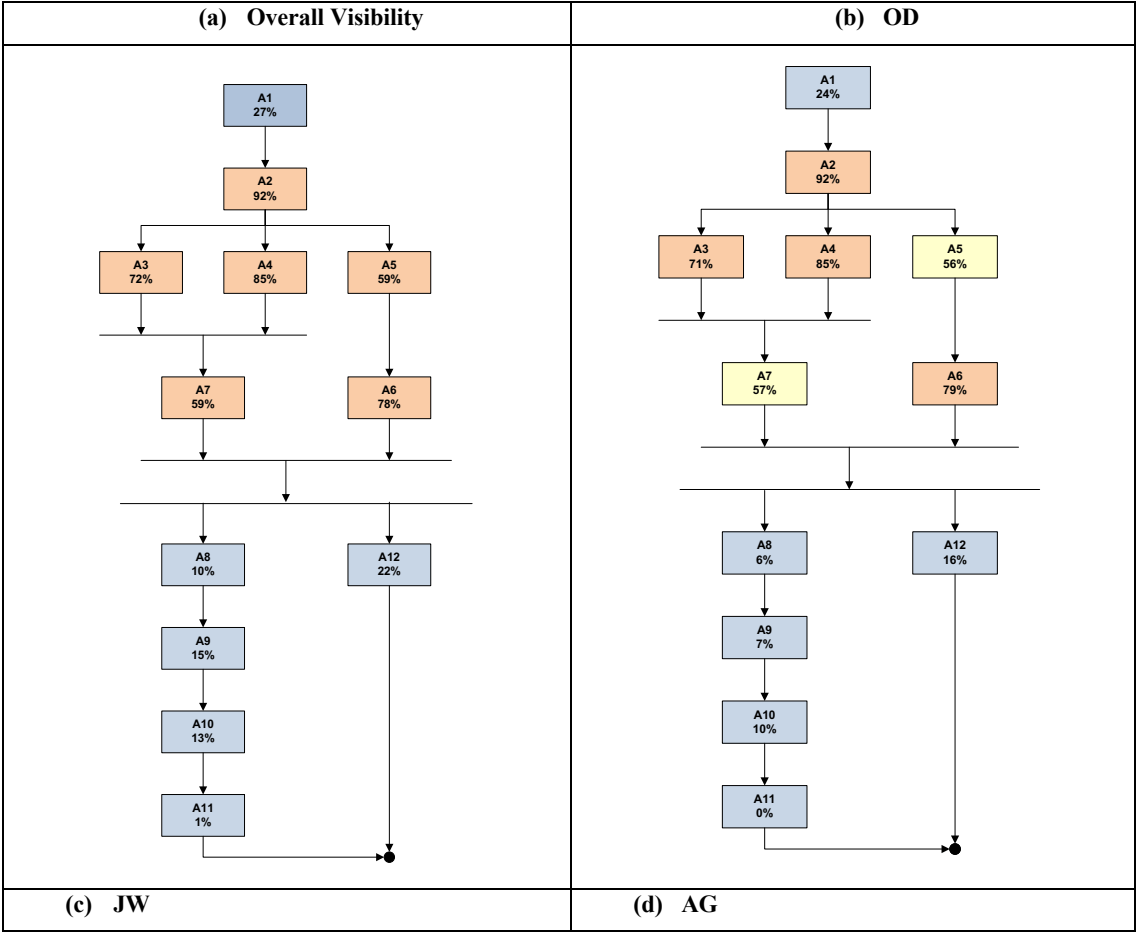 (a) Overall Visibility
(b) OD
A1
27%
A2
92%
A3
72%
A4
85%
A5
59%
A7
59%
A6
78%
A8
10%
A12
22%
A9
15%
A10
13%
A11
1%
A1
24%
A2
92%
A3
71%
A4
85%
A5
56%
A7
57%
A6
79%
A8
6%
A12
16%
A9
7%
A10
10%
A11
0%
(c) JW
(d) AG